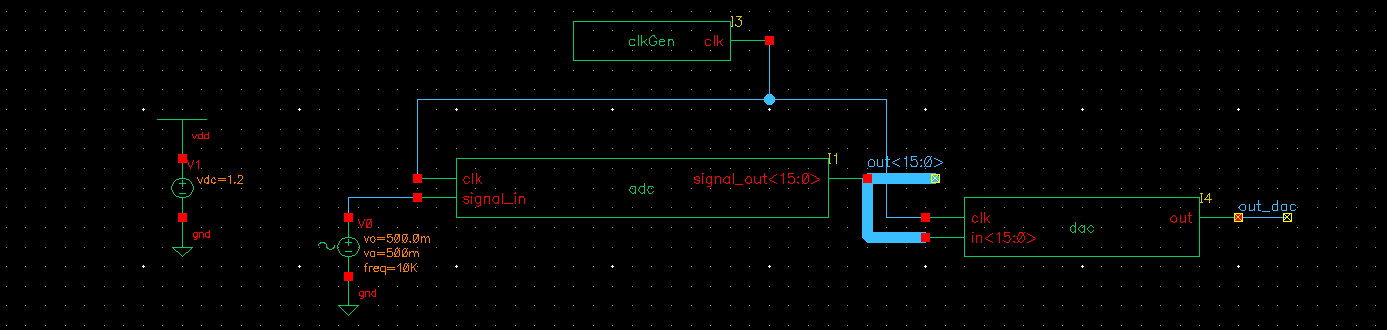 I3
clkGen clk
vdd
V1
vdc=1.2
gnd
I1
clk
signal_in
adc
signal_out<15:0>
out<15:0>
V0
vo=500.0m
va=500m
freq=10K
gnd
I4
clk
in<15:0>
dac
out
out_dac